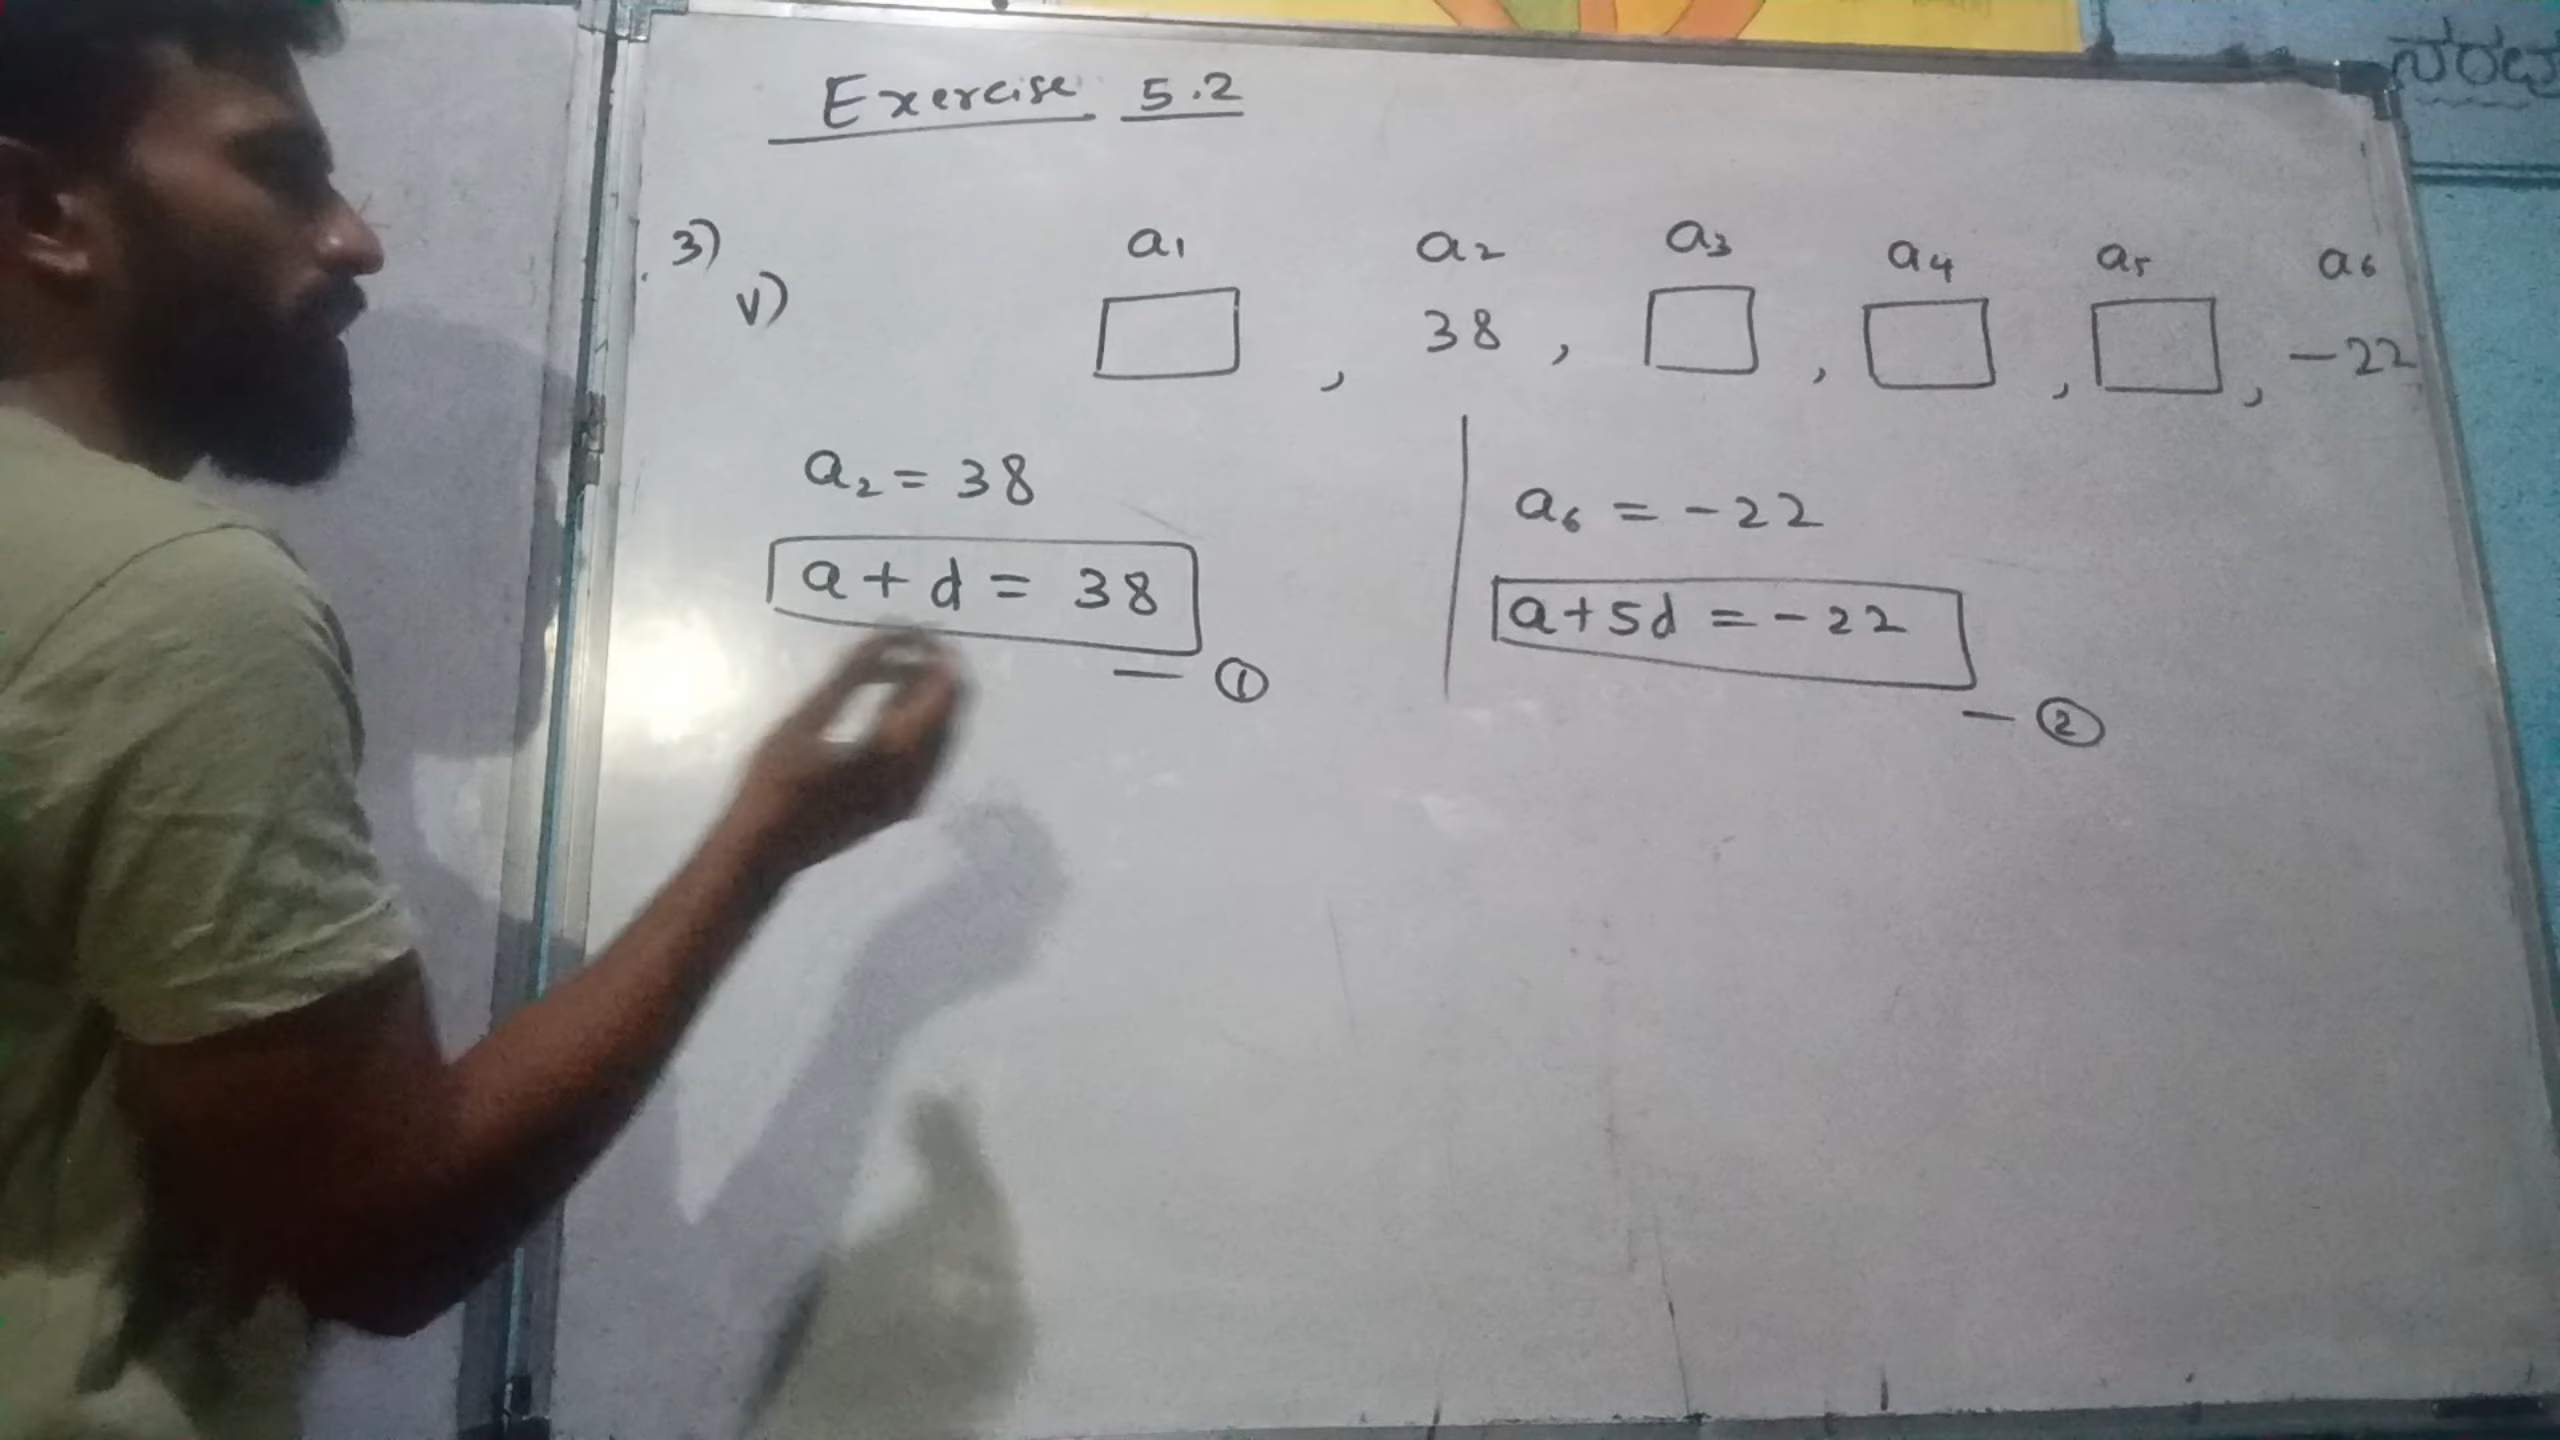 Exercise 5.2
3)
v)
a₁ a₂ a₃ a₄ a₅ a₆
☐ , 38 , ☐ , ☐ , ☐ , -22
a₂ = 38
a + d = 38
— ①
a₆ = -22
a + 5d = -22
— ②